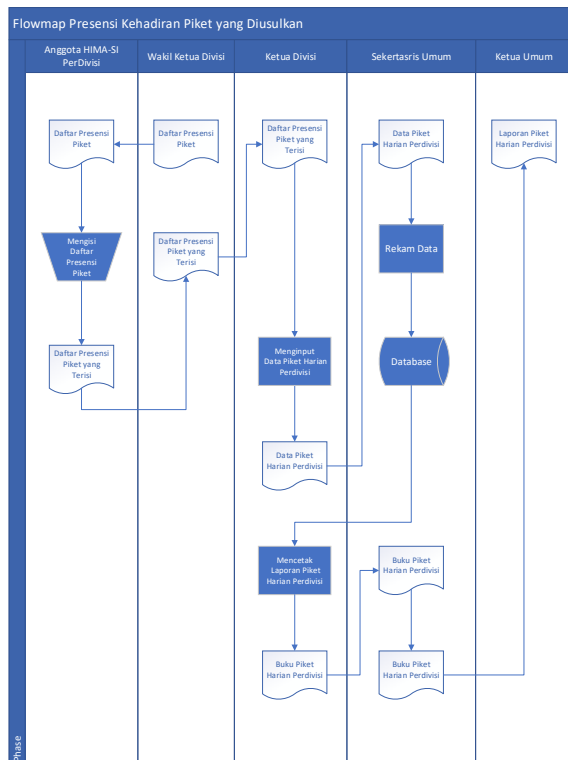 Flowmap Presensi Kehadiran Piket yang Diusulkan
Anggota HIMA-SI
PerDivisi
Wakil Ketua Divisi
Ketua Divisi
Sekertasris Umum
Ketua Umum
Daftar Presensi
Piket
Daftar Presensi
Piket
Daftar Presensi
Piket yang
Terisi
Data Piket
Harian Perdivisi
Laporan Piket
Harian Perdivisi
Mengisi
Daftar
Presensi
Piket
Daftar Presensi
Piket yang
Terisi
Rekam Data
Daftar Presensi
Piket yang
Terisi
Menginput
Data Piket Harian
Perdivisi
Database
Data Piket
Harian Perdivisi
Mencetak
Laporan Piket
Harian Perdivisi
Buku Piket
Harian Perdivisi
Buku Piket
Harian Perdivisi
Buku Piket
Harian Perdivisi
Phase